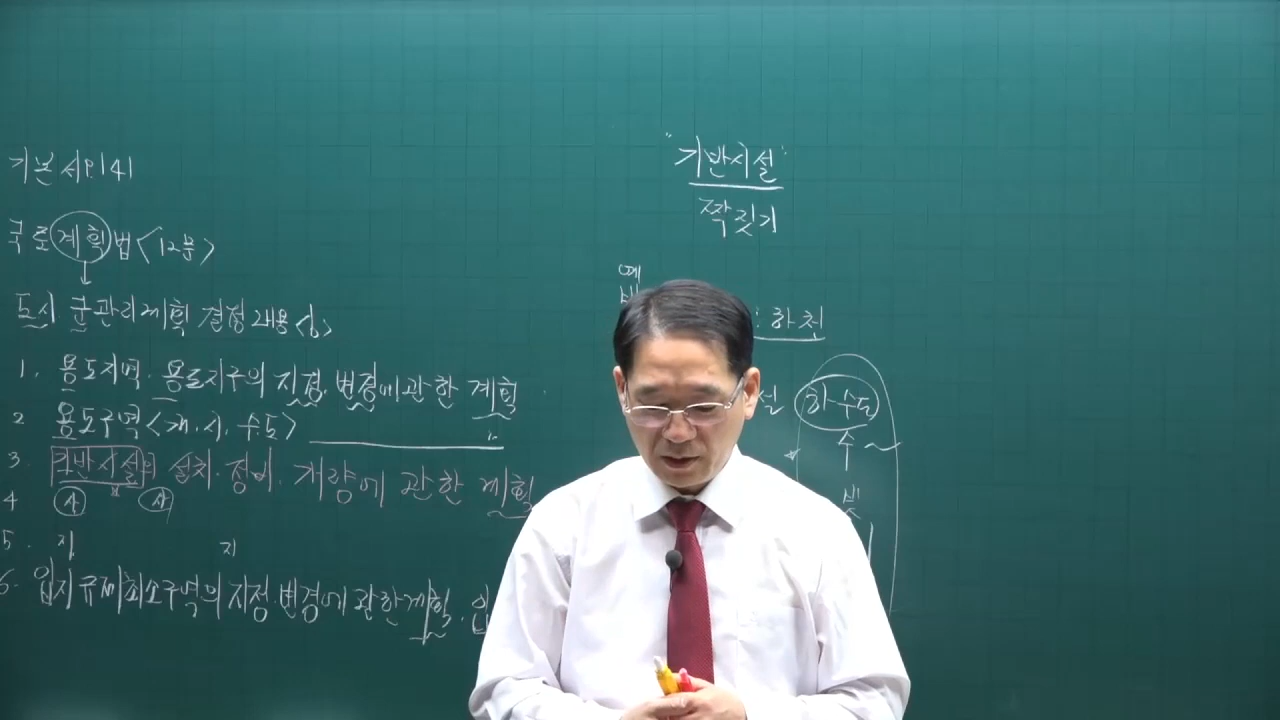 기본서P.141
국토계획법<12문>
도시 군관리계획 결정내용<6>
1. 용도지역·용도지구의 지정·변경에 관한 계획
2 용도구역<개.시.수.도>
3. 기반시설의 설치·정비·개량에 관한 계획
4
5. 지 지
6. 입지규제최소구역의 지정·변경에 관한 계획. 입
"기반시설"
짝짓기
: 하천
설 하수도
수
빗